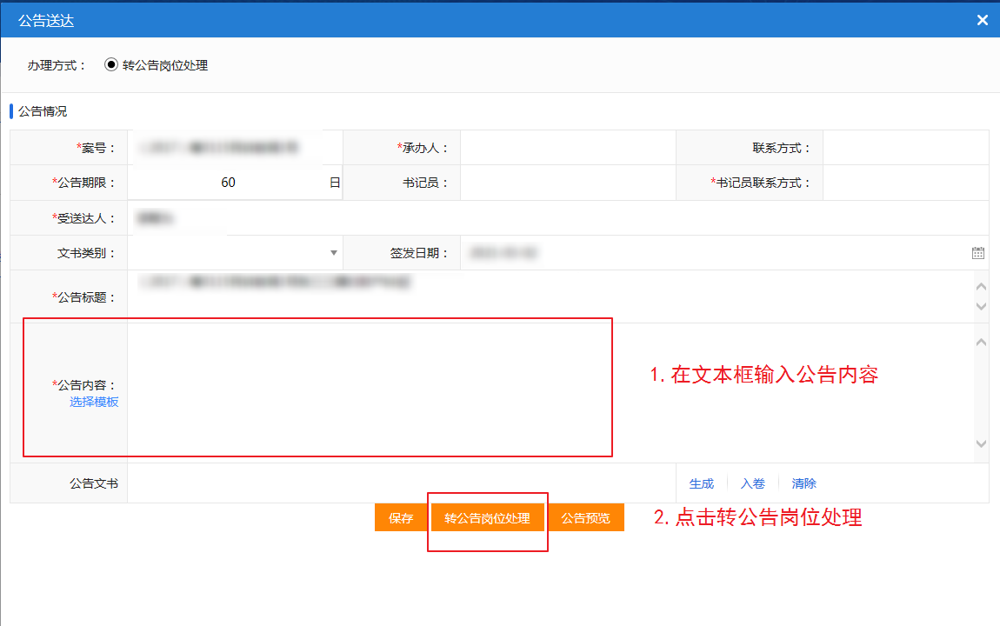 公告送达
办理方式： 转公告岗位处理
公告情况
*案号： *承办人： 联系方式：
*公告期限： 60 日 书记员： *书记员联系方式：
*受送达人：
文书类别： 签发日期：
*公告标题：
*公告内容：
选择模板
1.在文本框输入公告内容
公告文书 生成 入卷 清除
保存 转公告岗位处理 公告预览
2.点击转公告岗位处理